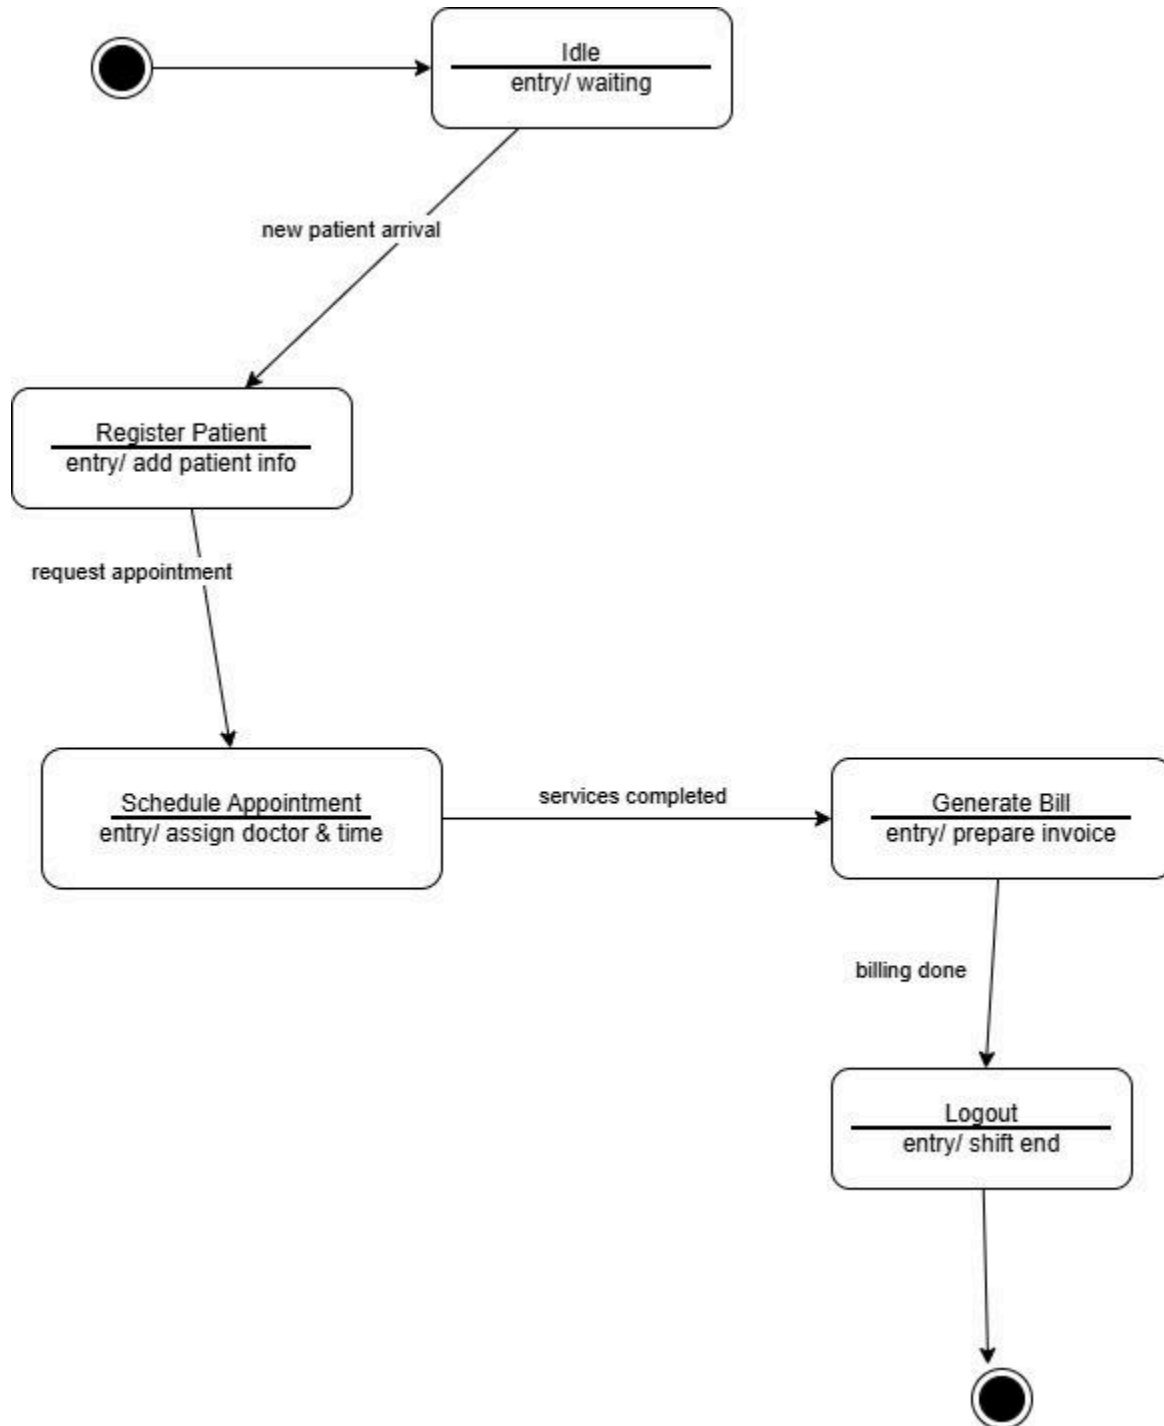 Idle
entry/ waiting
new patient arrival
Register Patient
entry/ add patient info
request appointment
Schedule Appointment
entry/ assign doctor & time
services completed
Generate Bill
entry/ prepare invoice
billing done
Logout
entry/ shift end